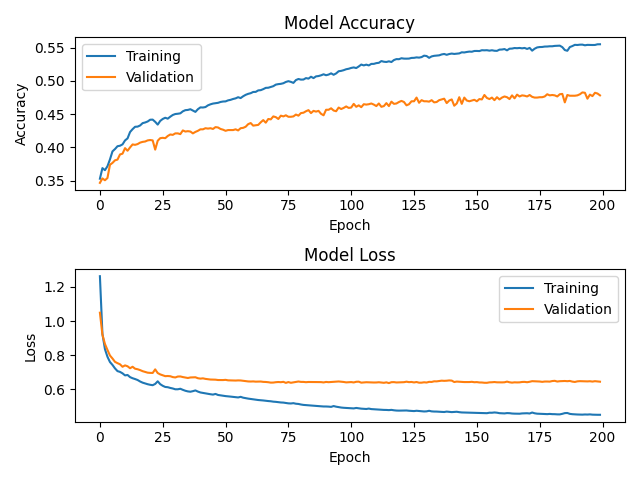 Model Accuracy
Accuracy
0.55
0.50
0.45
0.40
0.35
Training
Validation
0 25 50 75 100 125 150 175 200
Epoch
Model Loss
Loss
1.2
1.0
0.8
0.6
Training
Validation
0 25 50 75 100 125 150 175 200
Epoch